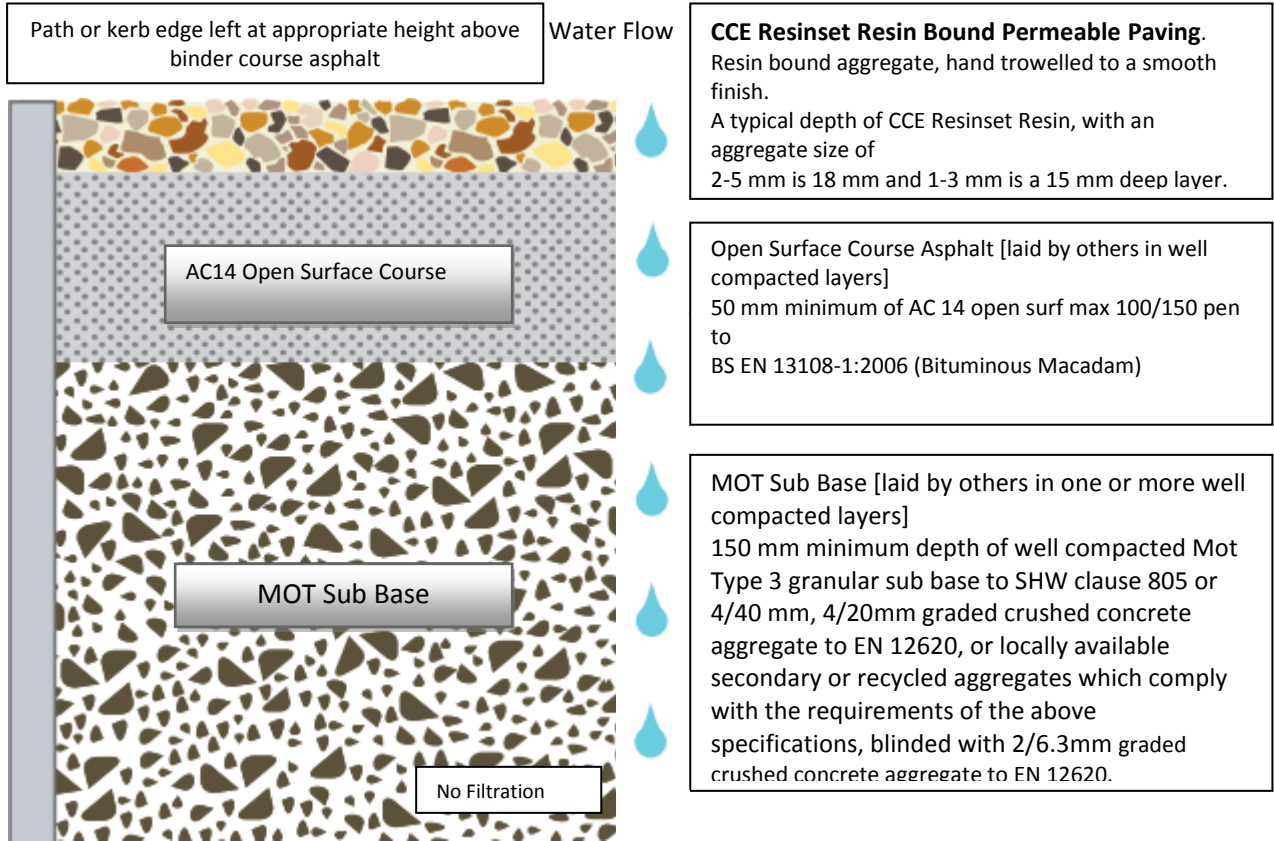 Path or kerb edge left at appropriate height above
binder course asphalt
Water Flow
CCE Resinset Resin Bound Permeable Paving.
Resin bound aggregate, hand trowelled to a smooth
finish.
A typical depth of CCE Resinset Resin, with an
aggregate size of
2-5 mm is 18 mm and 1-3 mm is a 15 mm deep layer.
AC14 Open Surface Course
Open Surface Course Asphalt [laid by others in well
compacted layers]
50 mm minimum of AC 14 open surf max 100/150 pen
to
BS EN 13108-1:2006 (Bituminous Macadam)
MOT Sub Base
MOT Sub Base [laid by others in one or more well
compacted layers]
150 mm minimum depth of well compacted Mot
Type 3 granular sub base to SHW clause 805 or
4/40 mm, 4/20mm graded crushed concrete
aggregate to EN 12620, or locally available
secondary or recycled aggregates which comply
with the requirements of the above
specifications, blinded with 2/6.3mm graded
crushed concrete aggregate to EN 12620.
No Filtration